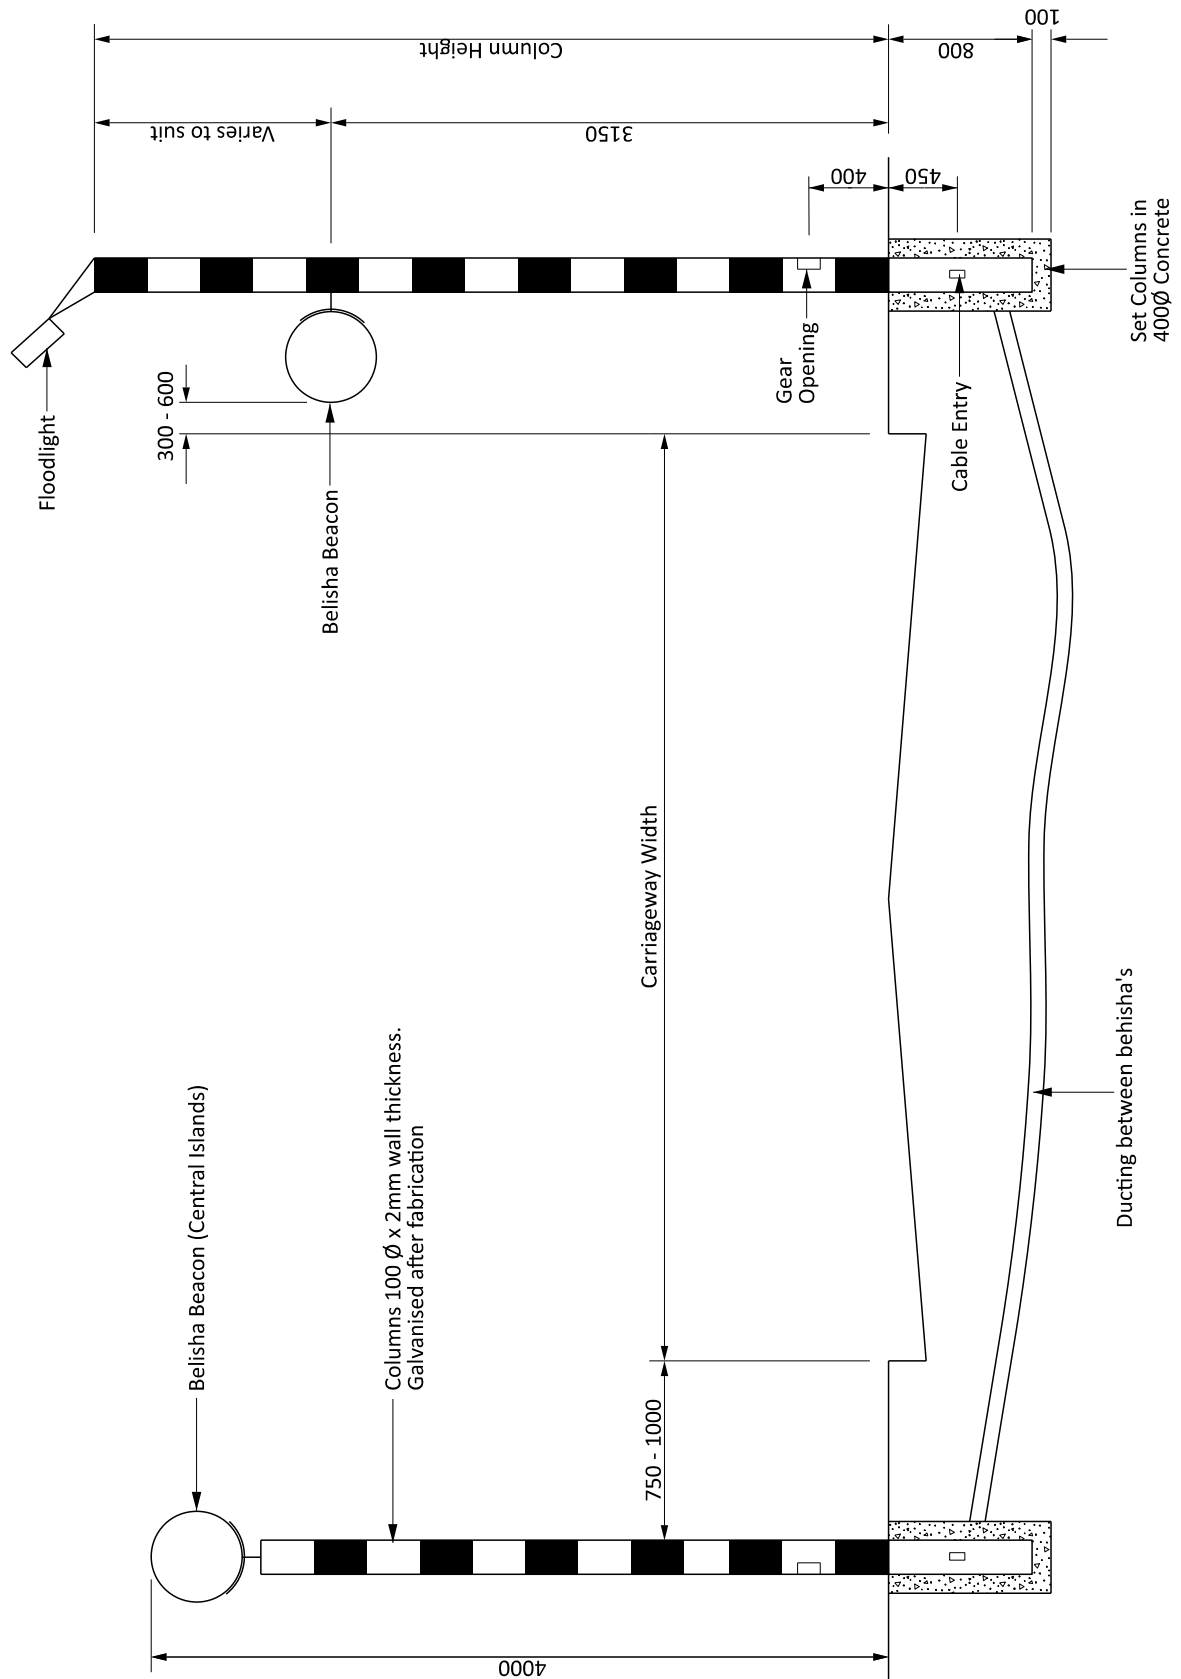 100
Column Height
800
Varies to suit
3150
400
450
Set Columns in
400Ø Concrete
Floodlight
300 - 600
Belisha Beacon
Gear
Opening
Cable Entry
Carriageway Width
Ducting between behisha's
Belisha Beacon (Central Islands)
Columns 100 Ø x 2mm wall thickness.
Galvanised after fabrication
750 - 1000
4000